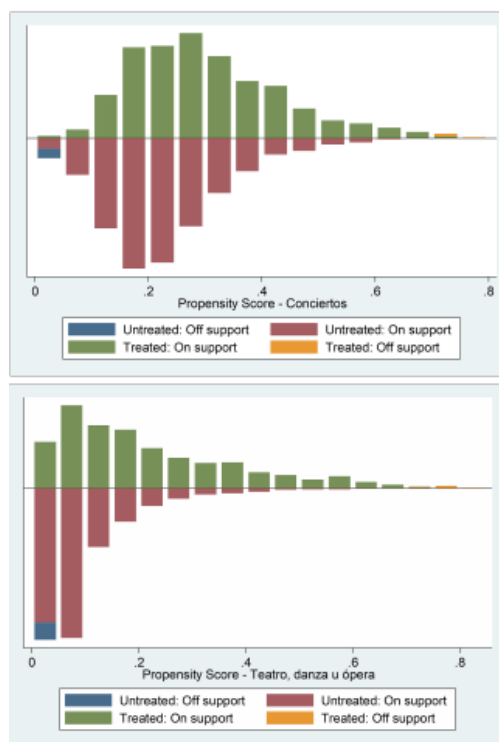 0 .2 .4 .6 .8
Propensity Score - Conciertos
Untreated: Off support Untreated: On support
Treated: On support Treated: Off support
0 .2 .4 .6 .8
Propensity Score - Teatro, danza u ópera
Untreated: Off support Untreated: On support
Treated: On support Treated: Off support